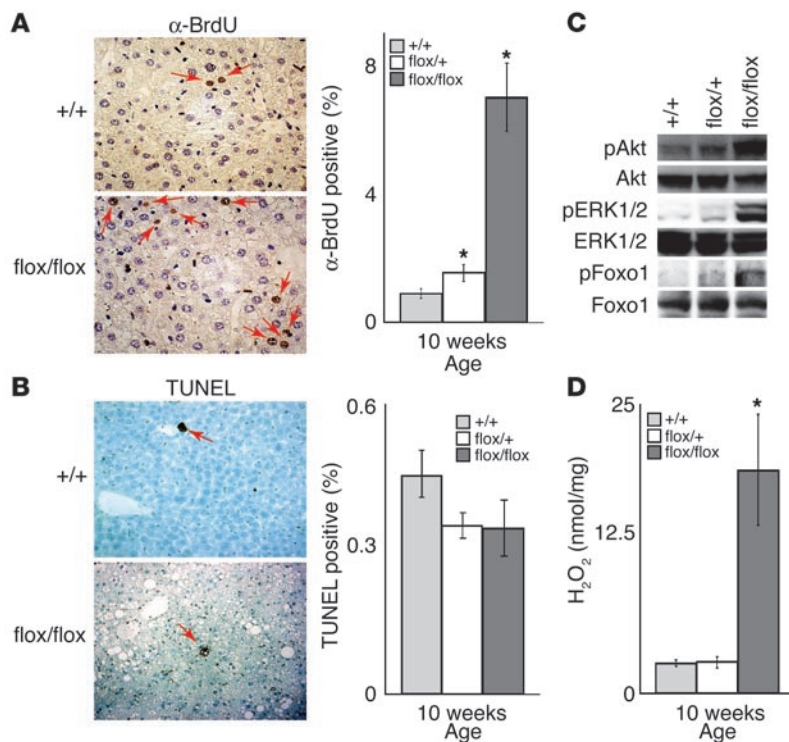 A
α-BrdU
+/+
flox/flox
α-BrdU positive (%)
8
4
0
+/+
flox/+
flox/flox
*
*
10 weeks
Age
C
+/+
flox/+
flox/flox
pAkt
Akt
pERK1/2
ERK1/2
pFoxo1
Foxo1
B
TUNEL
+/+
flox/flox
TUNEL positive (%)
0.6
0.3
0
+/+
flox/+
flox/flox
10 weeks
Age
D
H₂O₂ (nmol/mg)
25
12.5
0
+/+
flox/+
flox/flox
*
10 weeks
Age